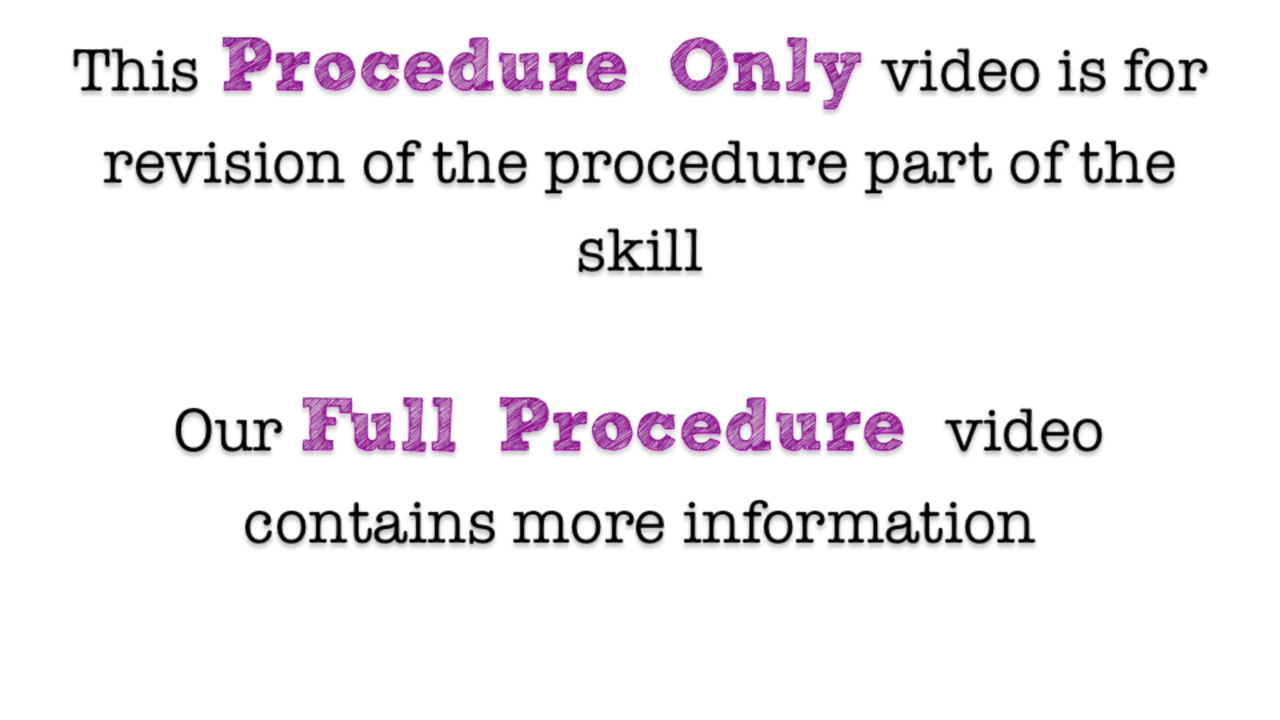 This Procedure Only video is for
revision of the procedure part of the
skill
Our Full Procedure video
contains more information